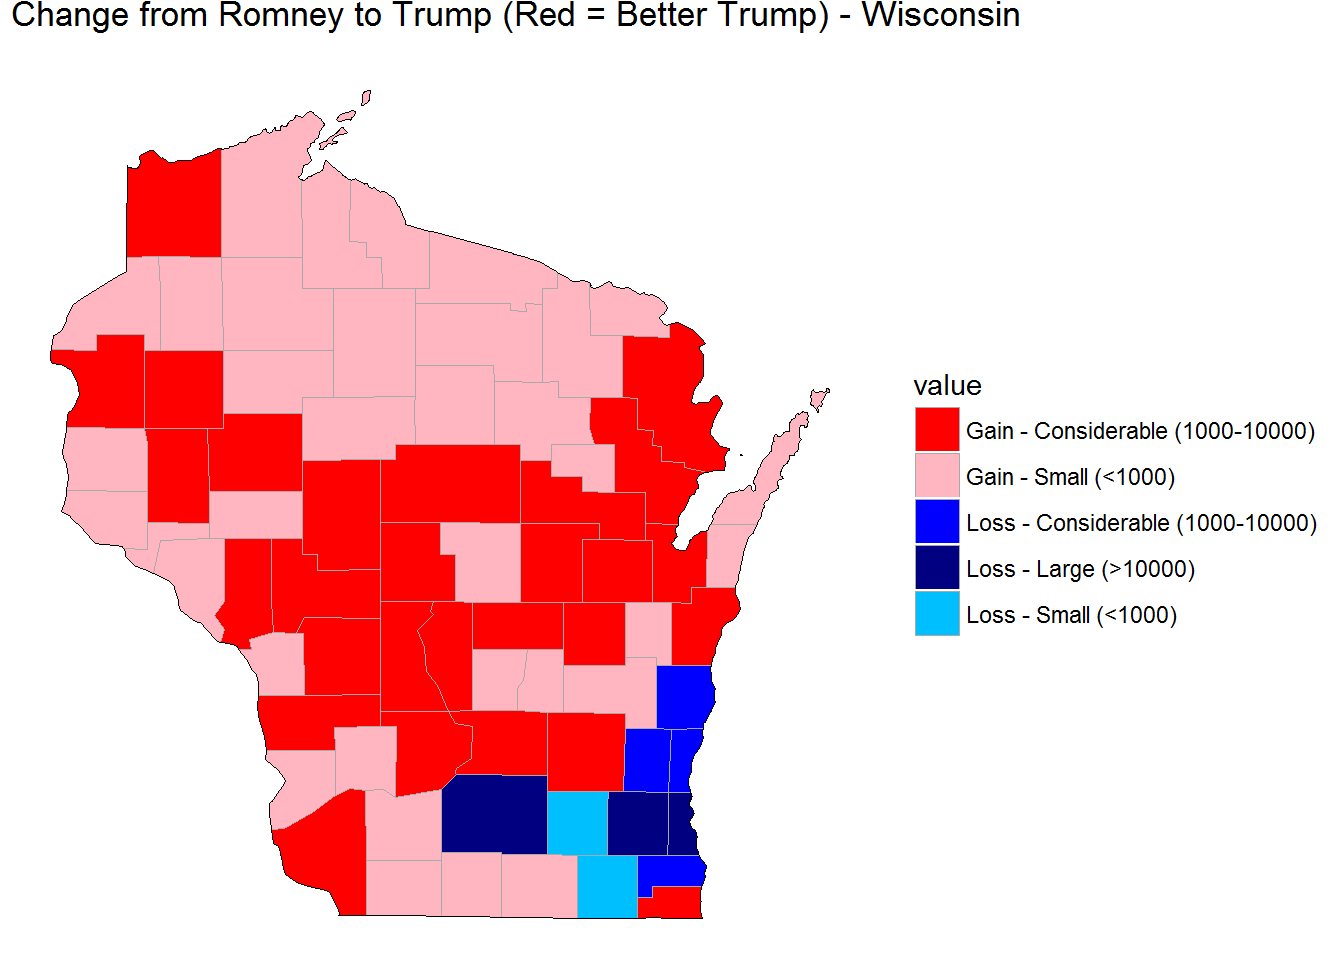 Change from Romney to Trump (Red = Better Trump) - Wisconsin
value
Gain - Considerable (1000-10000)
Gain - Small (<1000)
Loss - Considerable (1000-10000)
Loss - Large (>10000)
Loss - Small (<1000)